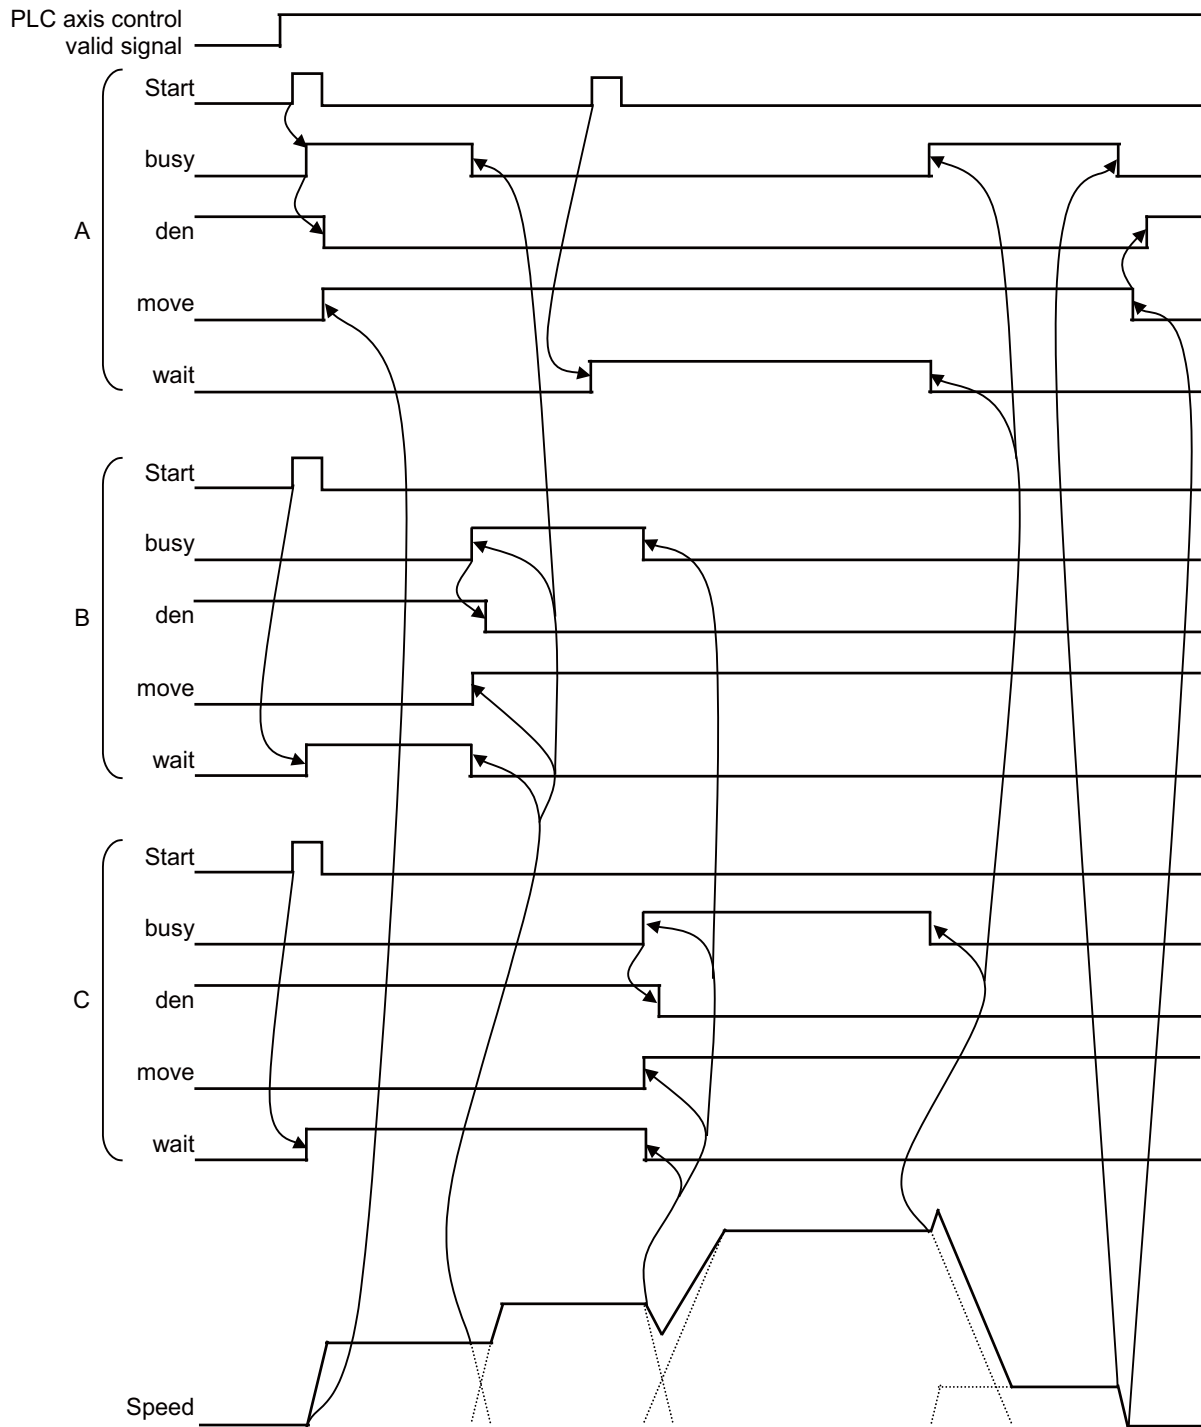 PLC axis control
valid signal
A
Start
busy
den
move
wait
B
Start
busy
den
move
wait
C
Start
busy
den
move
wait
Speed